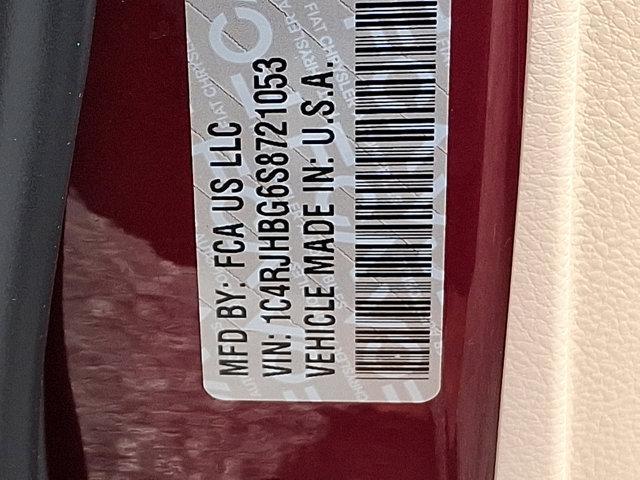 MFD BY: FCA US LLC
VIN: 1C4RJHBG6S8721053
VEHICLE MADE IN: U.S.A.